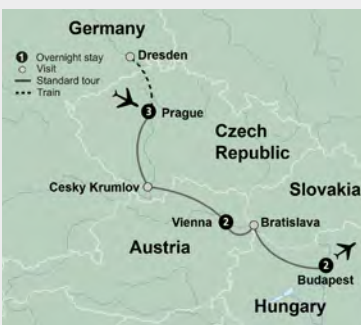 Germany
1 Overnight stay
Visit
Standard tour
Train
Dresden
3 Prague
Czech
Republic
Cesky Krumlov
Slovakia
Vienna 2
Bratislava
Austria
2
Budapest
Hungary